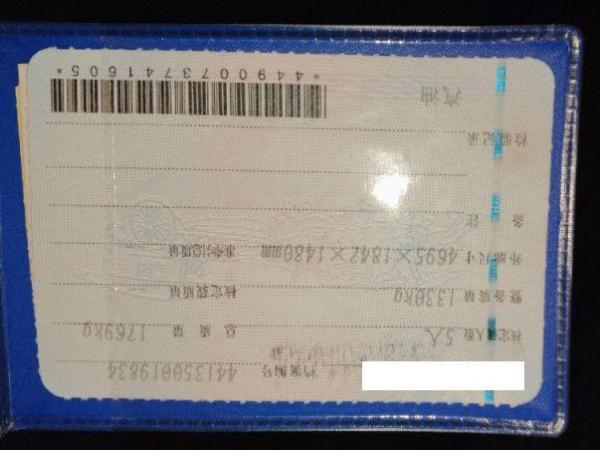 档案编号 441350019834
核定载人数 5人 总质量 1769kg
整备质量 1330kg 核定载质量
外廓尺寸 4695×1842×1480mm 准牵引总质量
备注
检验记录
汽油
*4490073741605*